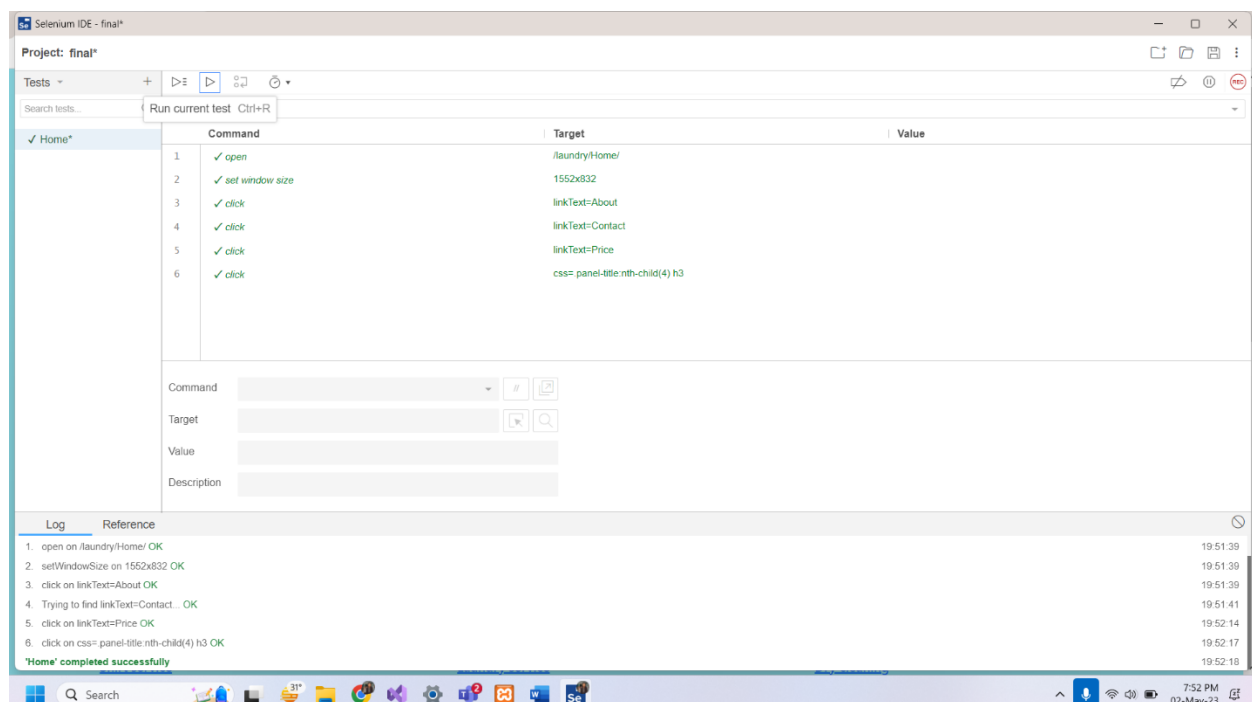 Selenium IDE - final*
Project: final*
Tests
Run current test Ctrl+R
Search tests...
✓ Home*
Command Target Value
1 ✓ open /laundry/Home/
2 ✓ set window size 1552x832
3 ✓ click linkText=About
4 ✓ click linkText=Contact
5 ✓ click linkText=Price
6 ✓ click css=.panel-title:nth-child(4) h3
Command
//
Target
Value
Description
Log Reference
1. open on /laundry/Home/ OK 19:51:39
2. setWindowSize on 1552x832 OK 19:51:39
3. click on linkText=About OK 19:51:39
4. Trying to find linkText=Contact... OK 19:51:41
5. click on linkText=Price OK 19:52:14
6. click on css=.panel-title:nth-child(4) h3 OK 19:52:17
'Home' completed successfully 19:52:18
Search 31° 2 Se 7:52 PM
02-May-23